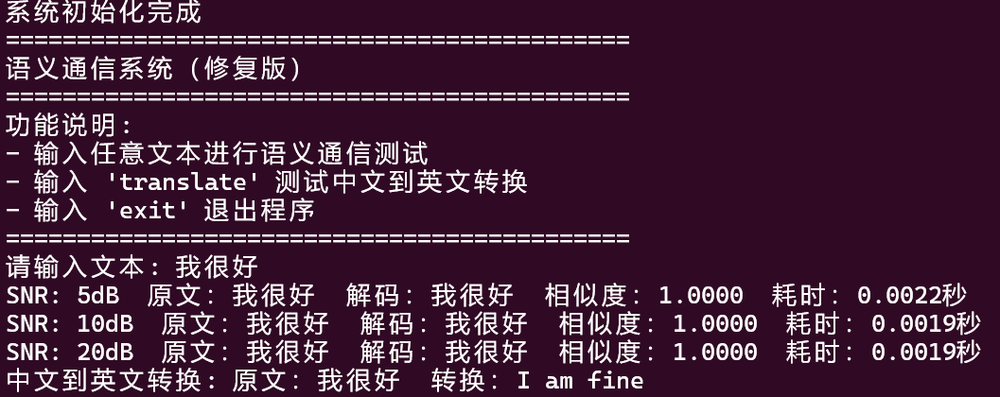 系统初始化完成
============================================
语义通信系统 (修复版)
============================================
功能说明:
- 输入任意文本进行语义通信测试
- 输入 'translate' 测试中文到英文转换
- 输入 'exit' 退出程序
============================================
请输入文本: 我很好
SNR: 5dB  原文: 我很好  解码: 我很好  相似度: 1.0000  耗时: 0.0022秒
SNR: 10dB  原文: 我很好  解码: 我很好  相似度: 1.0000  耗时: 0.0019秒
SNR: 20dB  原文: 我很好  解码: 我很好  相似度: 1.0000  耗时: 0.0019秒
中文到英文转换: 原文: 我很好  转换: I am fine